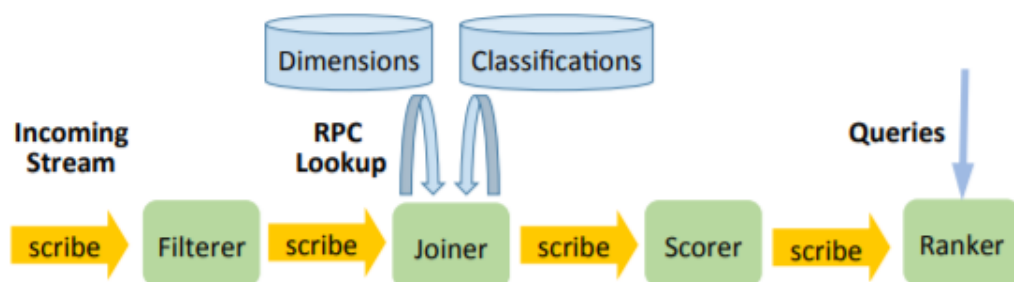 Dimensions
Classifications
Incoming
Stream
RPC
Lookup
Queries
scribe
Filterer
scribe
Joiner
scribe
Scorer
scribe
Ranker